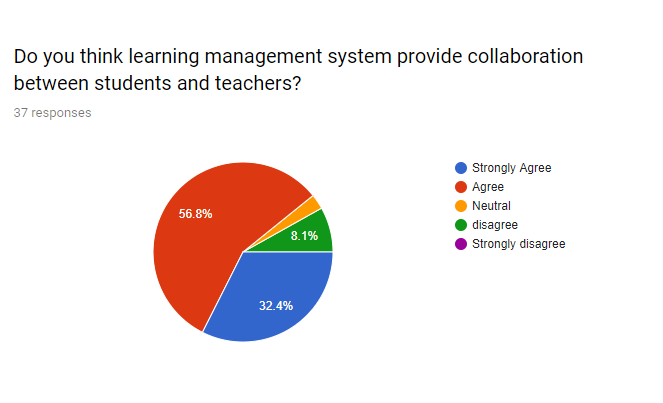 Do you think learning management system provide collaboration
between students and teachers?
37 responses
56.8%
8.1%
32.4%
Strongly Agree
Agree
Neutral
disagree
Strongly disagree